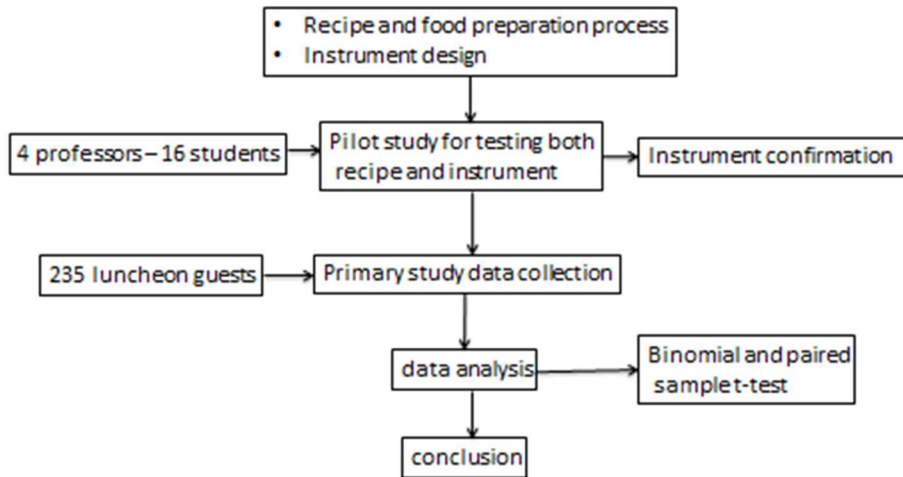 • Recipe and food preparation process
• Instrument design
4 professors – 16 students
Pilot study for testing both
recipe and instrument
Instrument confirmation
235 luncheon guests
Primary study data collection
data analysis
Binomial and paired
sample t-test
conclusion